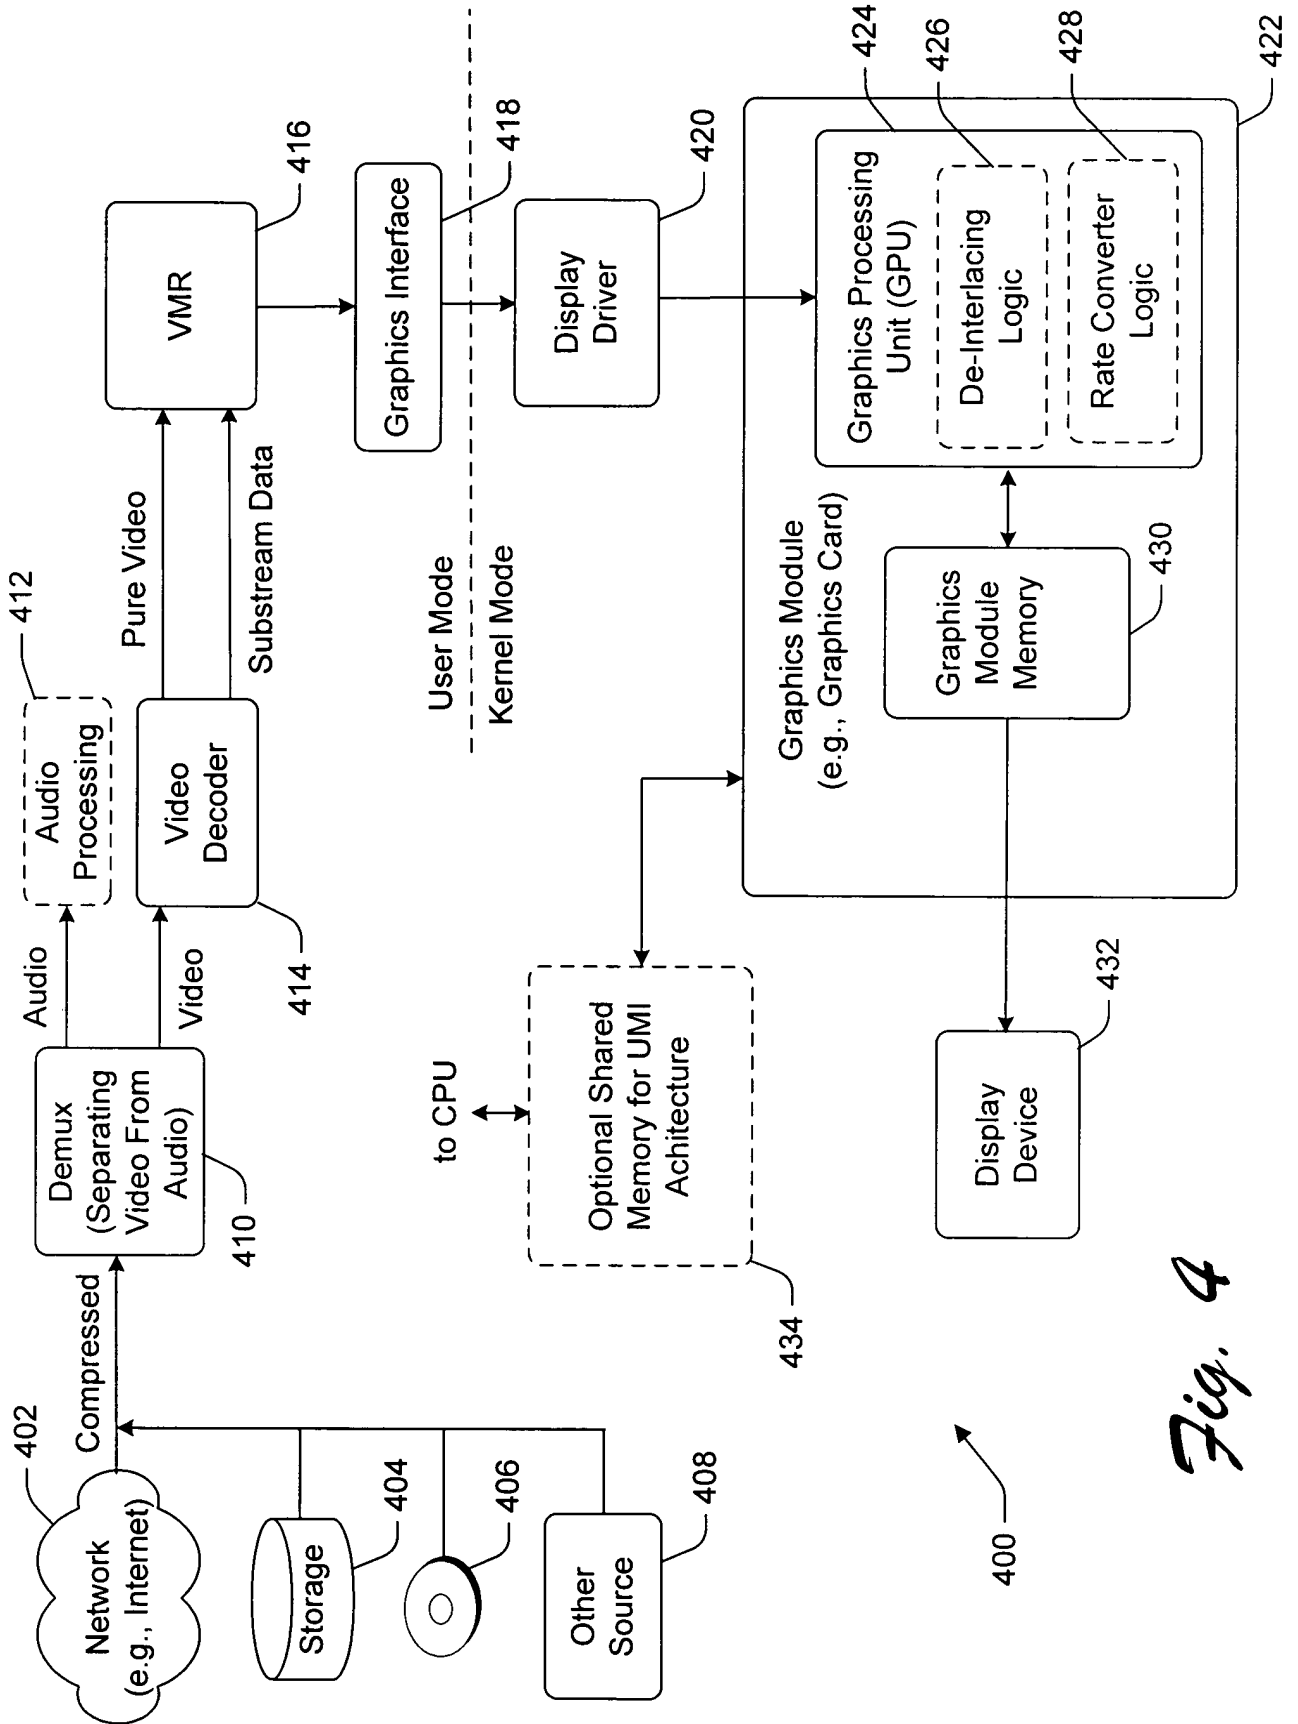 402
Network
(e.g., Internet)
Compressed
Storage
404
406
Other
Source
408
Demux
(Separating
Video From
Audio)
410
Audio
Video
412
Audio
Processing
Video
Decoder
414
Pure Video
Substream Data
VMR
416
Graphics Interface
418
User Mode
Kernel Mode
Display
Driver
420
to CPU
Optional Shared
Memory for UMI
Achitecture
434
Graphics Module
(e.g., Graphics Card)
Graphics Processing
Unit (GPU)
424
De-Interlacing
Logic
426
Rate Converter
Logic
428
422
Graphics
Module
Memory
430
Display
Device
432
400
Fig. 4